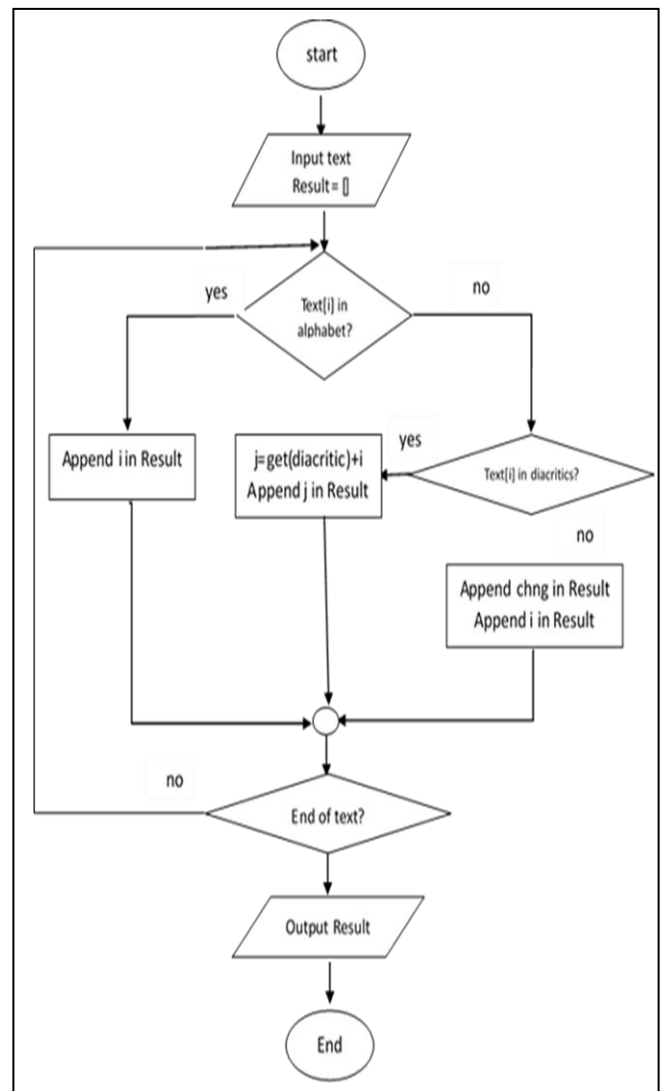 start
Input text
Result= []
yes
no
Text[i] in
alphabet?
Append i in Result
j=get(diacritic)+i
Append j in Result
yes
Text[i] in diacritics?
no
Append chng in Result
Append i in Result
no
End of text?
Output Result
End